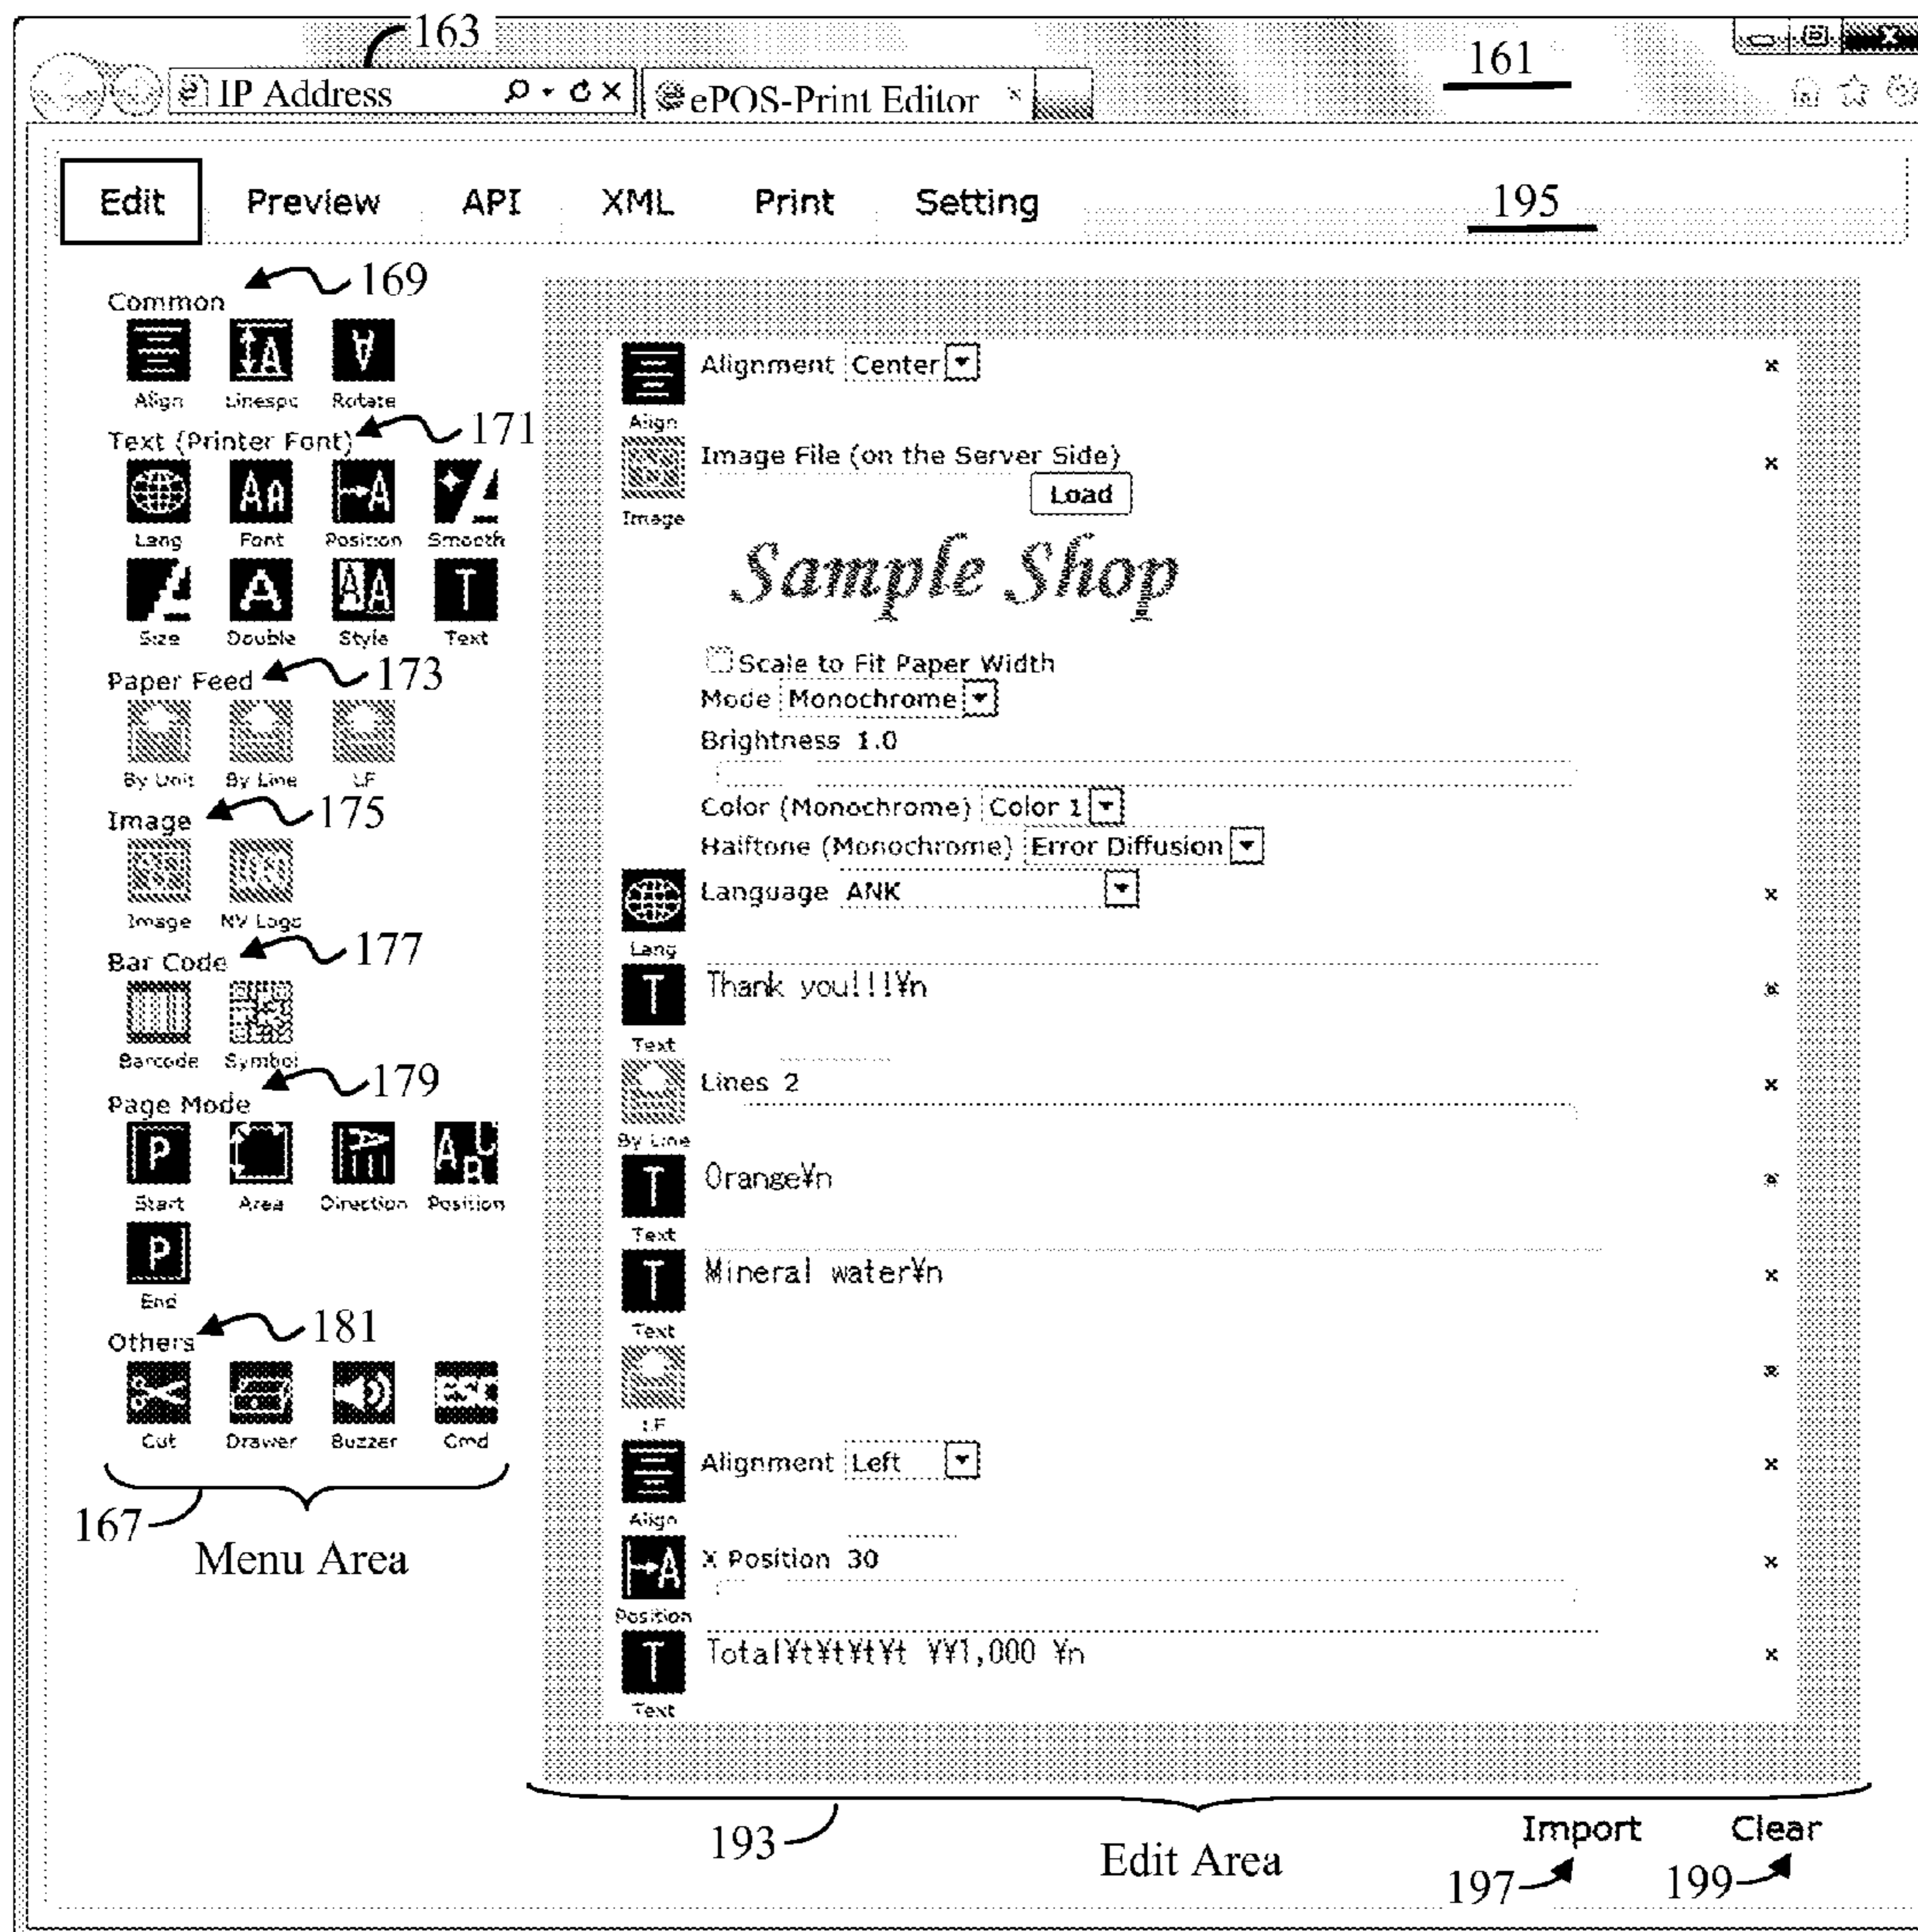 163
161
IP Address
ePOS-Print Editor
Edit Preview API XML Print Setting 195
169
Common
Align Linespc Rotate
171
Text (Printer Font)
Lang Font Position Smooth
Size Double Style Text
Paper Feed 173
By Unit By Line LF
Image 175
Image NV Logo
Bar Code 177
Barcode Symbol
179
Page Mode
Start Area Direction Position
End
Others 181
Cut Drawer Buzzer Cmd
167
Menu Area
Alignment Center
Align
Image File (on the Server Side)
Load
Image
Sample Shop
Scale to Fit Paper Width
Mode Monochrome
Brightness 1.0
Color (Monochrome) Color 1
Halftone (Monochrome) Error Diffusion
Language ANK
Lang
Thank you!!!¥n
Text
Lines 2
By Line
Orange¥n
Text
Mineral water¥n
Text
LF
Alignment Left
Align
X Position 30
Position
Total¥t¥t¥t¥t ¥¥1,000 ¥n
Text
193
Edit Area
Import Clear
197 199